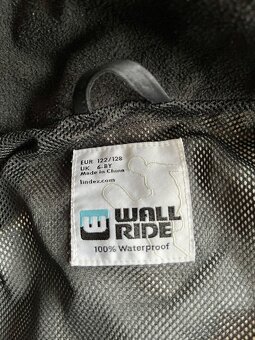 EUR 122/128
UK 6-8Y
Made in China
lindex.com
WALL
RIDE
100% Waterproof